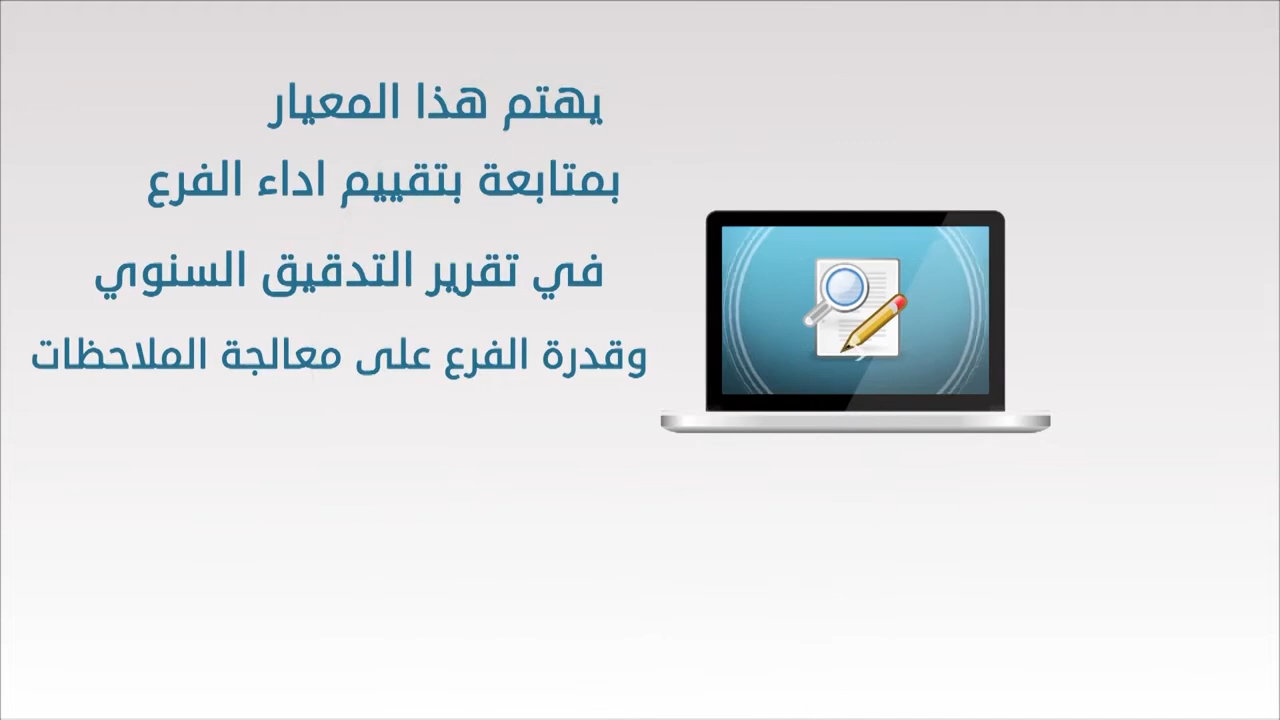 يهتم هذا المعيار
بمتابعة بتقييم اداء الفرع
في تقرير التدقيق السنوي
وقدرة الفرع على معالجة الملاحظات